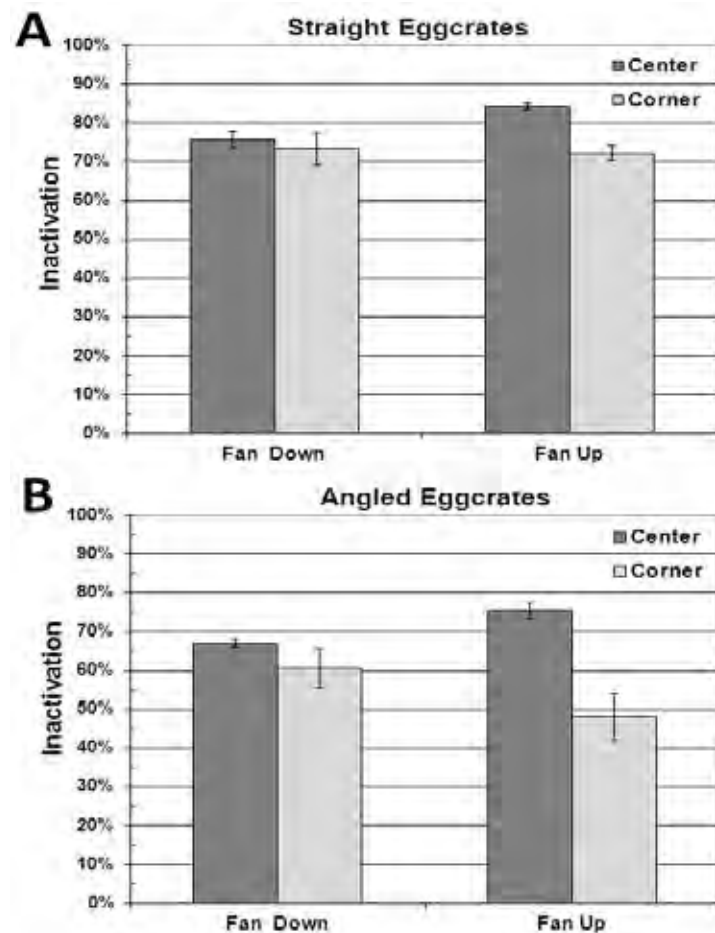 A
Straight Eggcrates
100%
90%
80%
70%
60%
50%
40%
30%
20%
10%
0%
Inactivation
Center
Corner
Fan Down
Fan Up
B
Angled Eggcrates
100%
90%
80%
70%
60%
50%
40%
30%
20%
10%
0%
Inactivation
Center
Corner
Fan Down
Fan Up